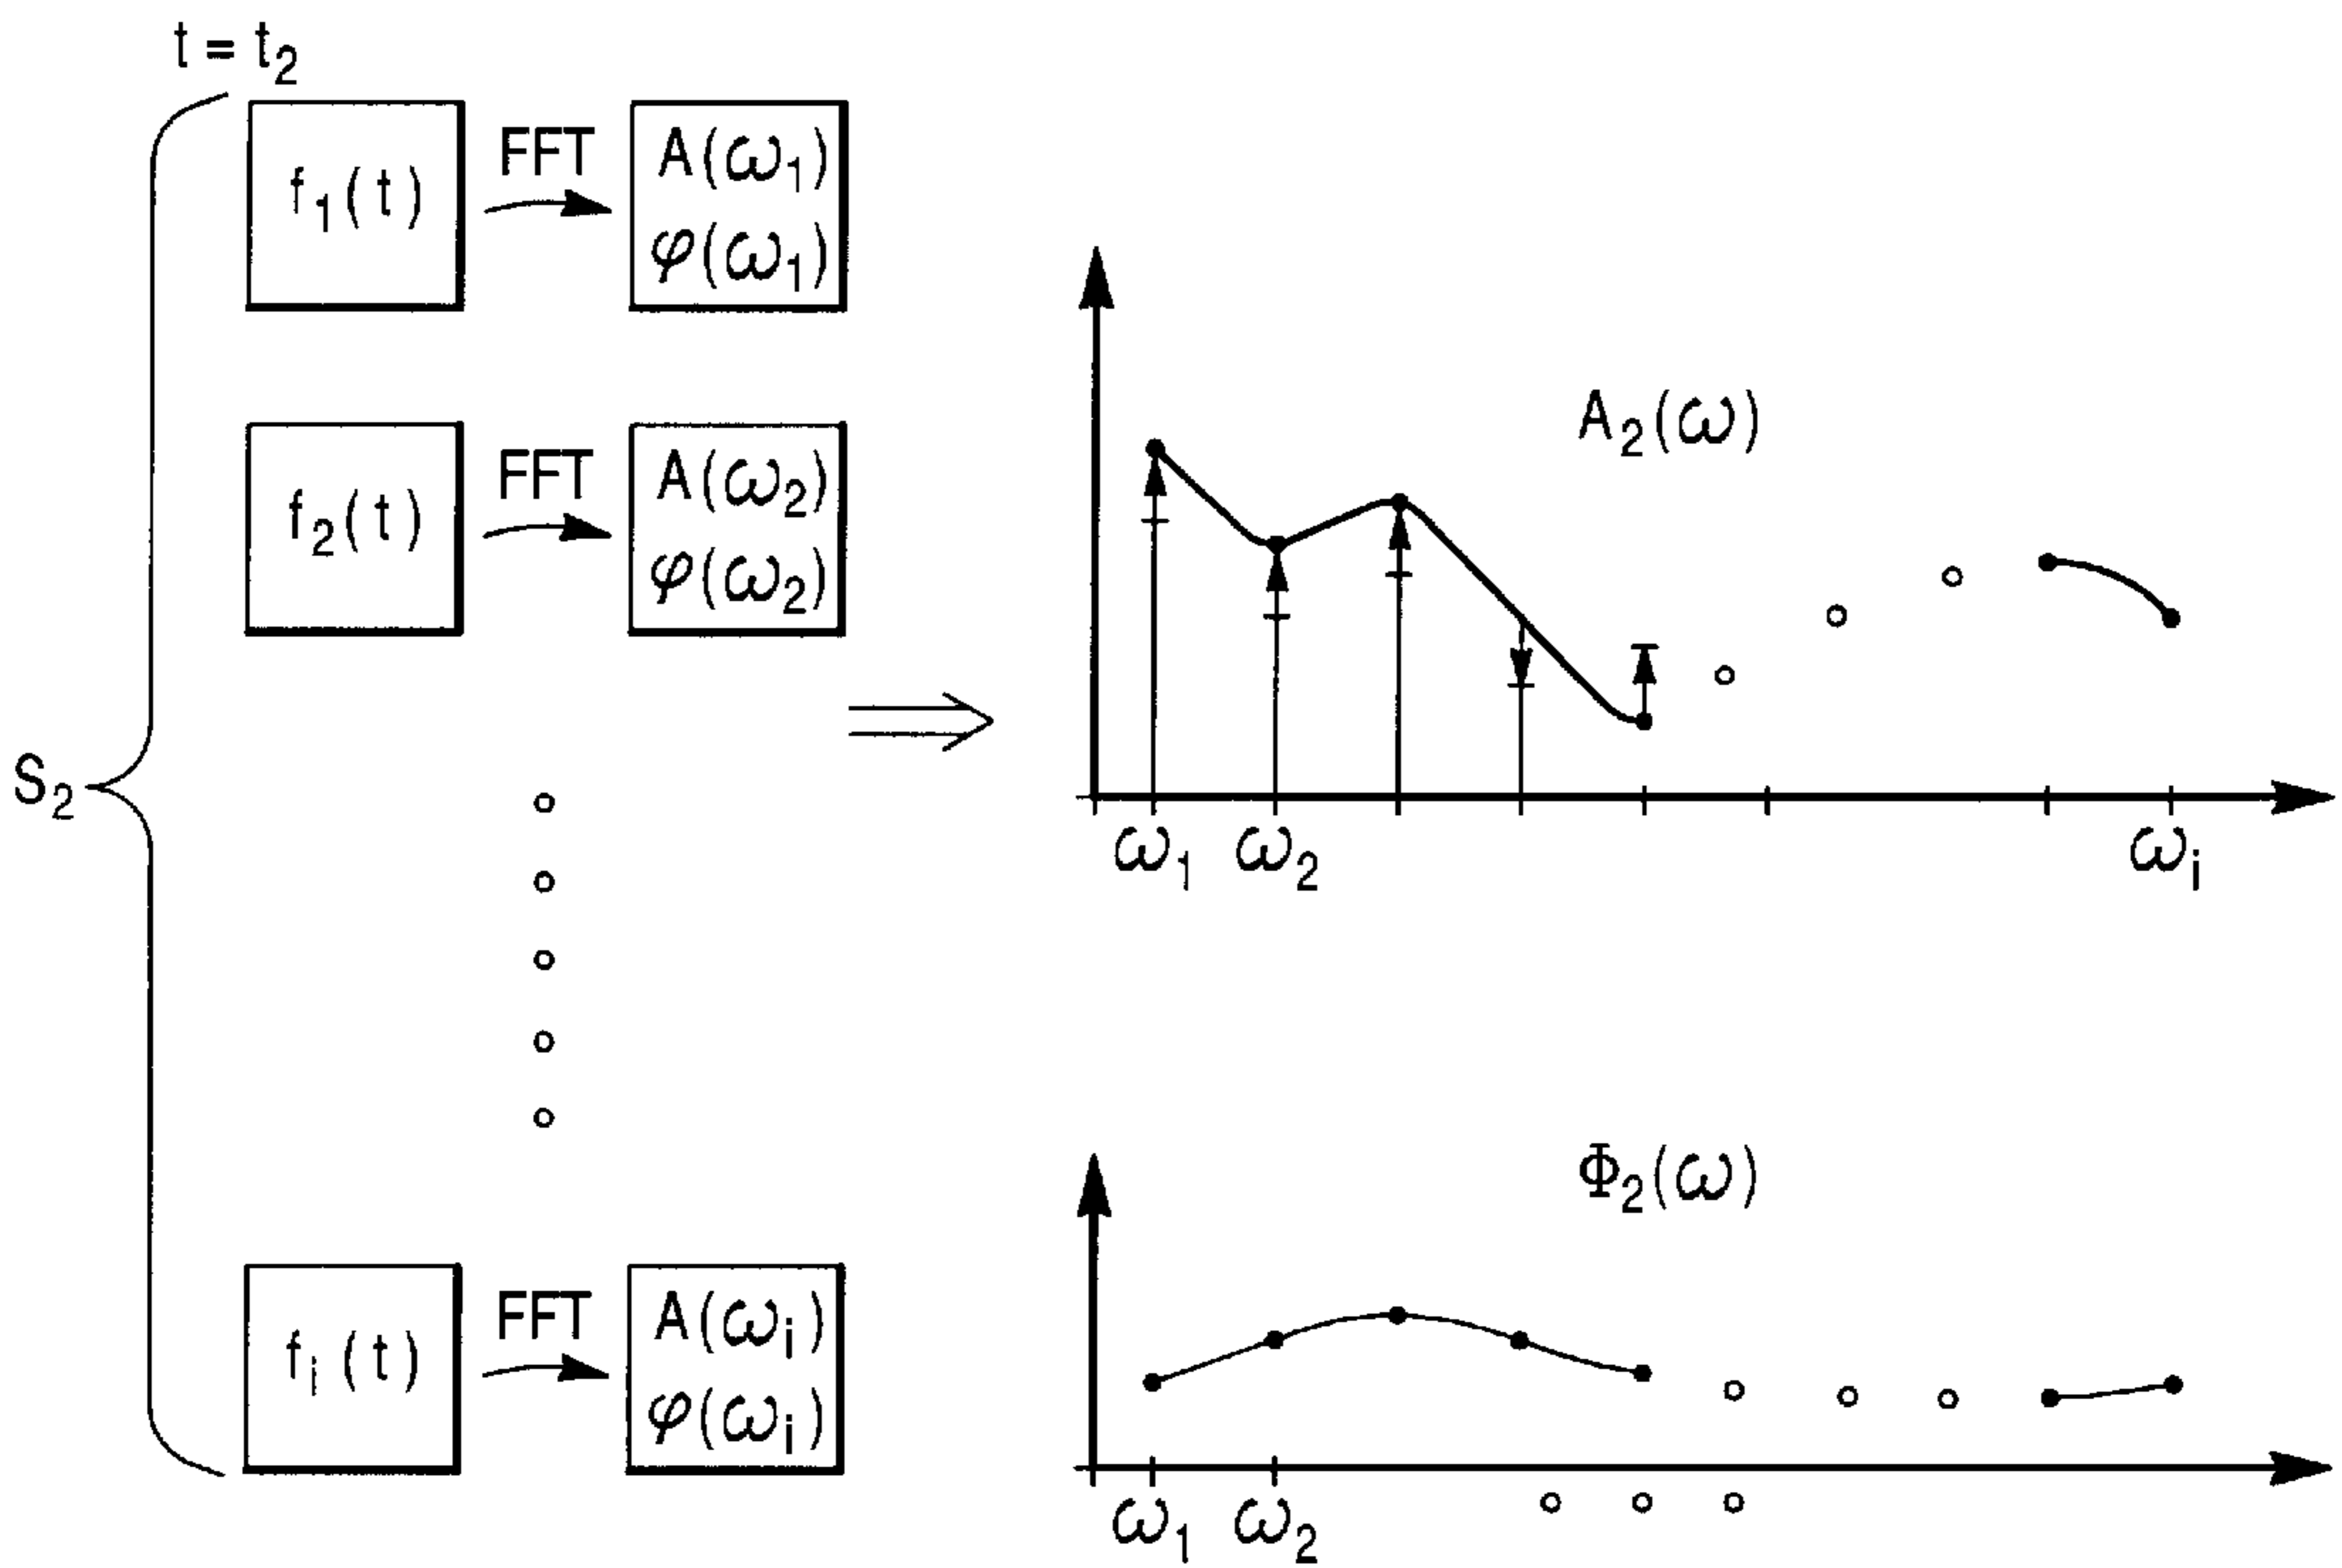 t = t₂
S₂
f₁(t)
FFT
A(ω₁)
φ(ω₁)
f₂(t)
FFT
A(ω₂)
φ(ω₂)
fᵢ(t)
FFT
A(ωᵢ)
φ(ωᵢ)
A₂(ω)
ω₁ ω₂ ωᵢ
Φ₂(ω)
ω₁ ω₂